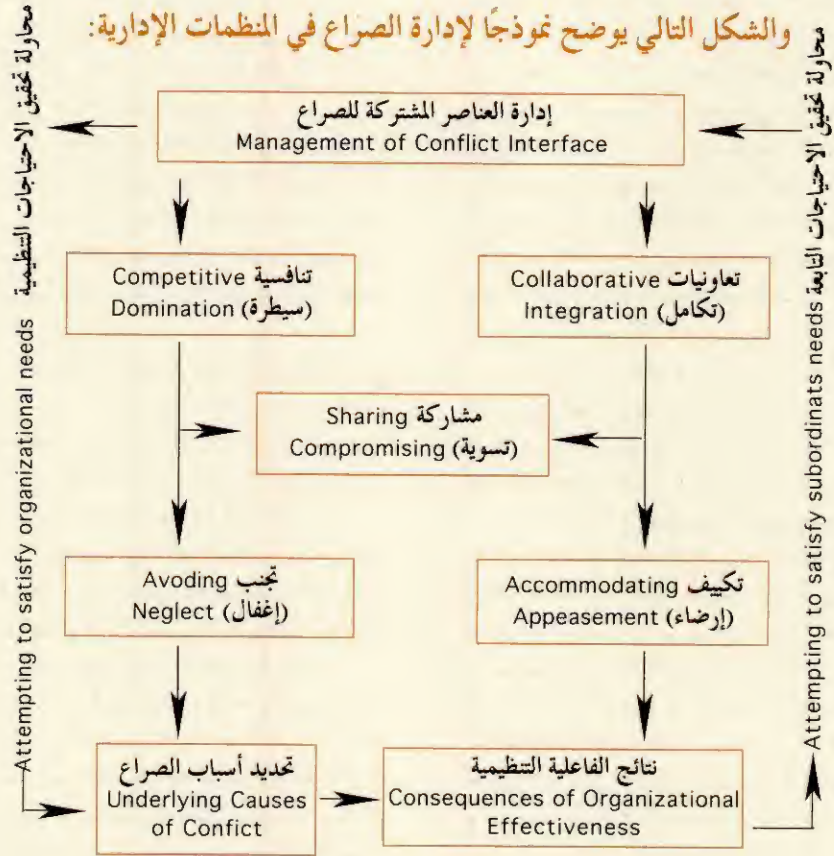 والشكل التالي يوضح نموذجًا لإدارة الصراع في المنظمات الإدارية:
إدارة العناصر المشتركة للصراع
Management of Conflict Interface
محاولة تحقيق الاحتياجات التابعة Attempting to satisfy subordinats needs
محاولة تحقيق الاحتياجات التنظيمية Attempting to satisfy organizational needs
تعاونيات Collaborative
Integration (تكامل)
تنافسية Competitive
Domination (سيطرة)
مشاركة Sharing
Compromising (تسوية)
تكييف Accommodating
Appeasement (إرضاء)
تجنب Avoding
Neglect (إغفال)
نتائج الفاعلية التنظيمية
Consequences of Organizational
Effectiveness
تحديد أسباب الصراع
Underlying Causes
of Confict